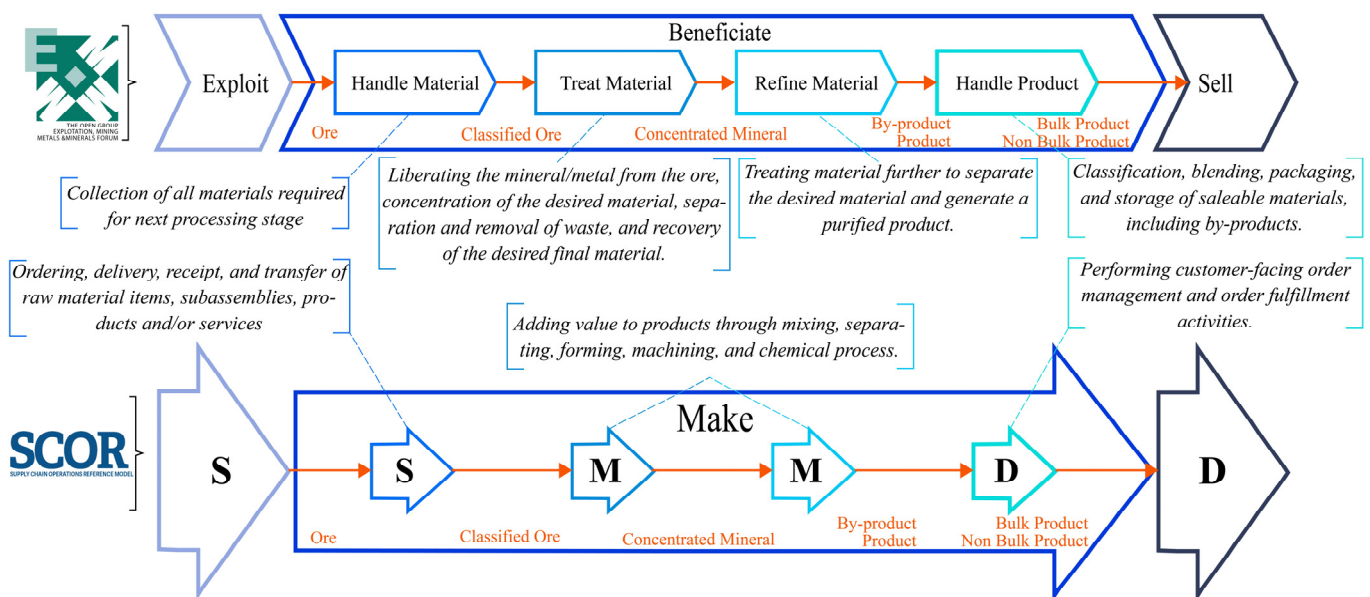 Beneficiate
E
THE OPEN GROUP
EXPLOTATION, MINING
METALS &MINERALS FORUM
Exploit
Handle Material
Treat Material
Refine Material
Handle Product
Sell
Ore
Classified Ore
Concentrated Mineral
By-product
Product
Bulk Product
Non Bulk Product
Collection of all materials required
for next processing stage
Liberating the mineral/metal from the ore,
concentration of the desired material, sepa-
ration and removal of waste, and recovery
of the desired final material.
Treating material further to separate
the desired material and generate a
purified product.
Classification, blending, packaging,
and storage of saleable materials,
including by-products.
Ordering, delivery, receipt, and transfer of
raw material items, subassemblies, pro-
ducts and/or services
Adding value to products through mixing, separa-
ting, forming, machining, and chemical process.
Performing customer-facing order
management and order fulfillment
activities.
Make
SCOR
SUPPLY CHAIN OPERATIONS REFERENCE MODEL
S
S
M
M
D
D
Ore
Classified Ore
Concentrated Mineral
By-product
Product
Bulk Product
Non Bulk Product